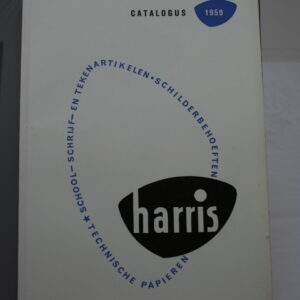 CATALOGUS 1959
SCHOOL- SCHRIJF- EN TEKENARTIKELEN • SCHILDERBEHOEFTEN
★ TECHNISCHE PAPIEREN
harris